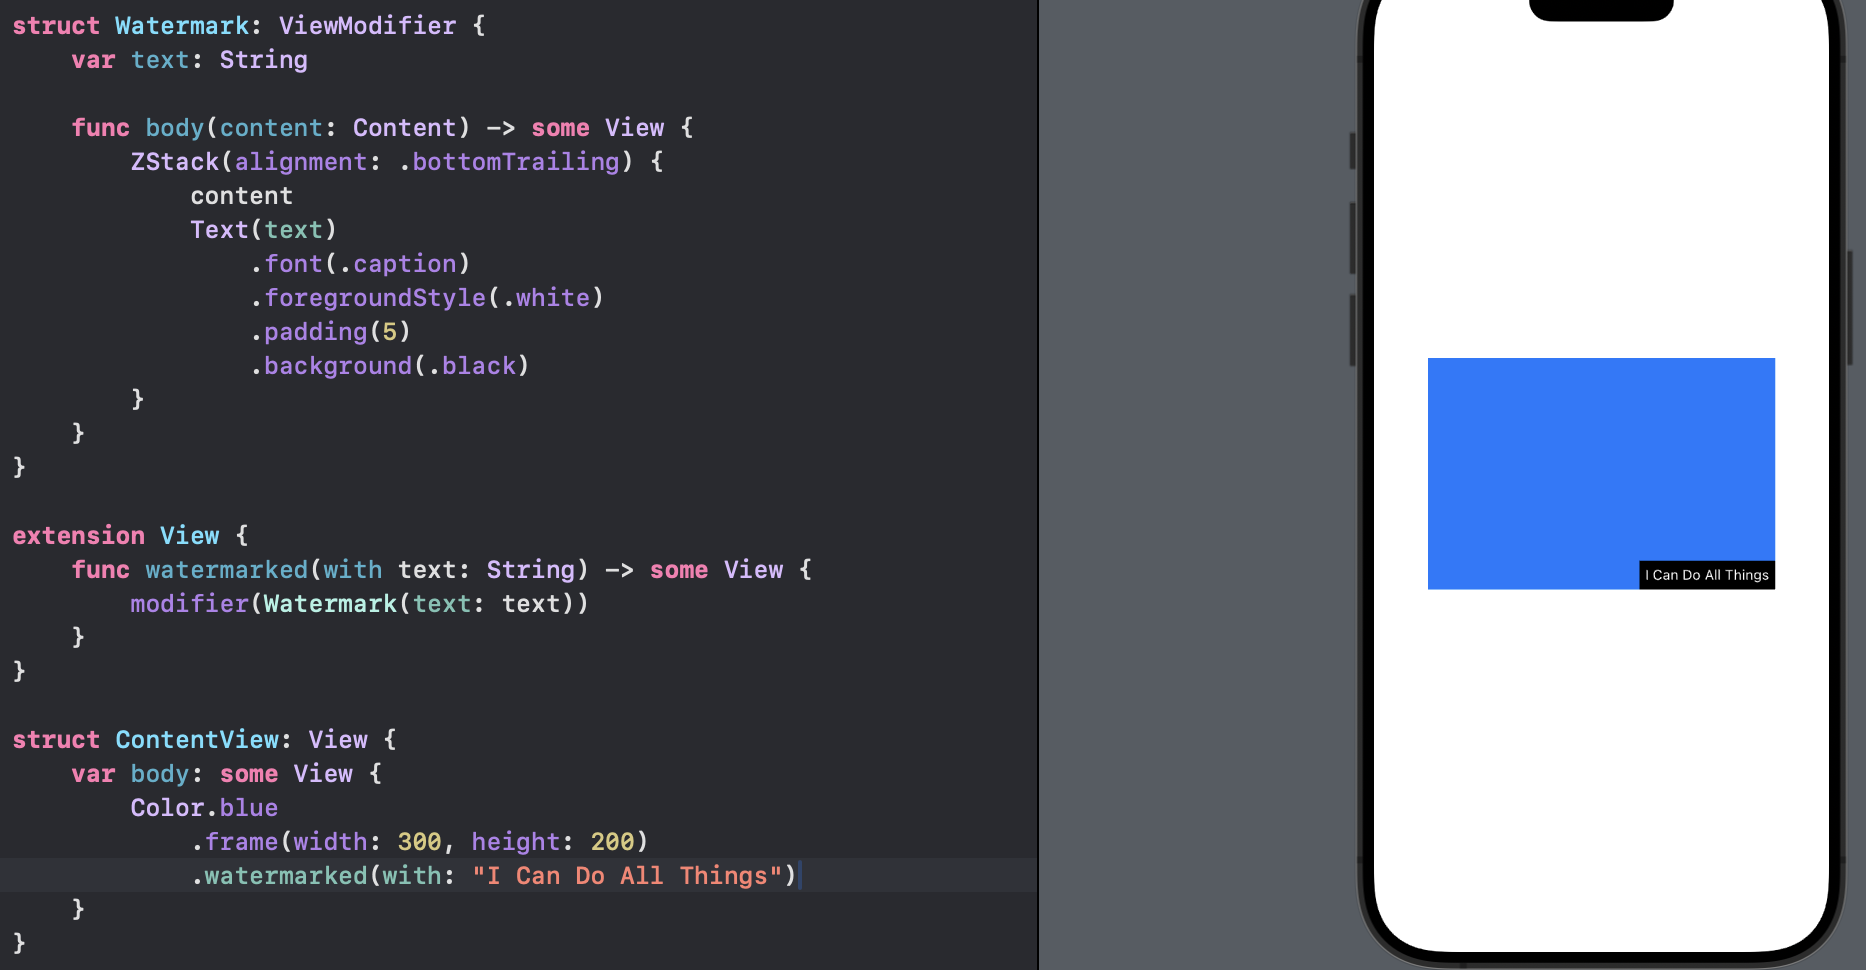 struct Watermark: ViewModifier {
    var text: String

    func body(content: Content) -> some View {
        ZStack(alignment: .bottomTrailing) {
            content
            Text(text)
                .font(.caption)
                .foregroundStyle(.white)
                .padding(5)
                .background(.black)
        }
    }
}

extension View {
    func watermarked(with text: String) -> some View {
        modifier(Watermark(text: text))
    }
}

struct ContentView: View {
    var body: some View {
        Color.blue
            .frame(width: 300, height: 200)
            .watermarked(with: "I Can Do All Things")
    }
}
I Can Do All Things